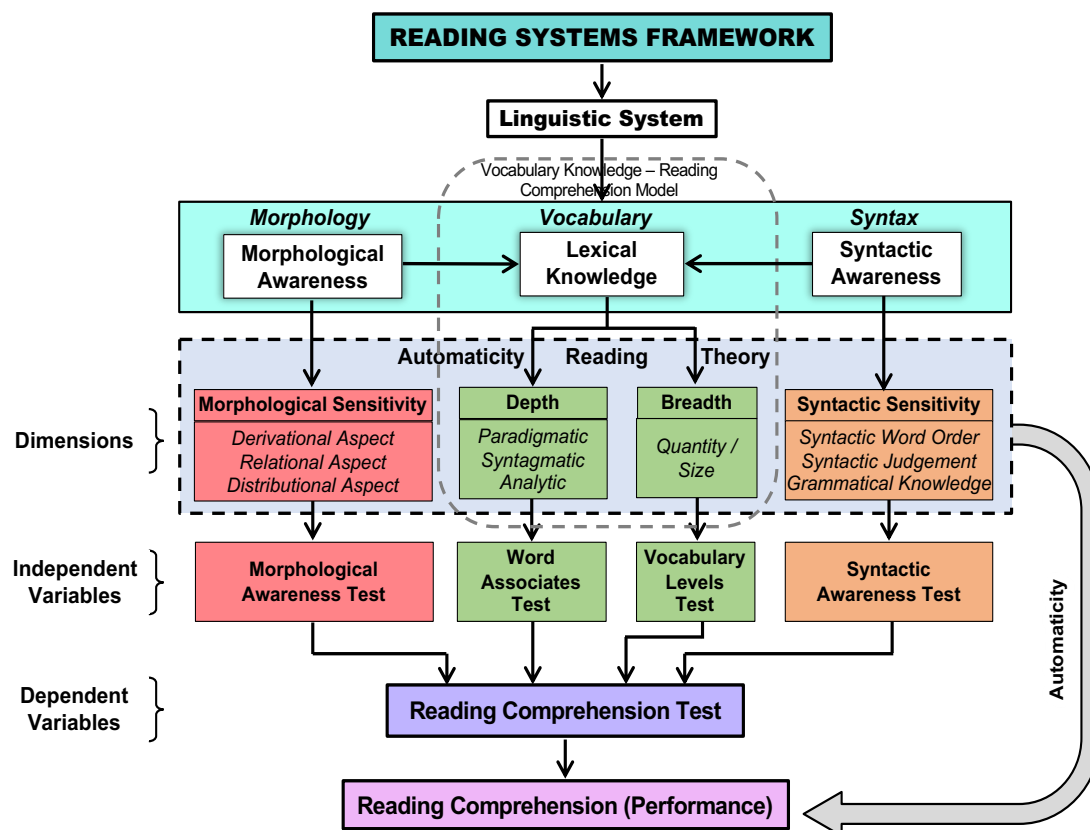 READING SYSTEMS FRAMEWORK
Linguistic System
Vocabulary Knowledge – Reading
Comprehension Model
Morphology
Vocabulary
Syntax
Morphological
Awareness
Lexical
Knowledge
Syntactic
Awareness
Automaticity
Reading
Theory
Dimensions
Morphological Sensitivity
Derivational Aspect
Relational Aspect
Distributional Aspect
Depth
Paradigmatic
Syntagmatic
Analytic
Breadth
Quantity /
Size
Syntactic Sensitivity
Syntactic Word Order
Syntactic Judgement
Grammatical Knowledge
Independent
Variables
Morphological
Awareness Test
Word
Associates
Test
Vocabulary
Levels
Test
Syntactic
Awareness Test
Automaticity
Dependent
Variables
Reading Comprehension Test
Reading Comprehension (Performance)